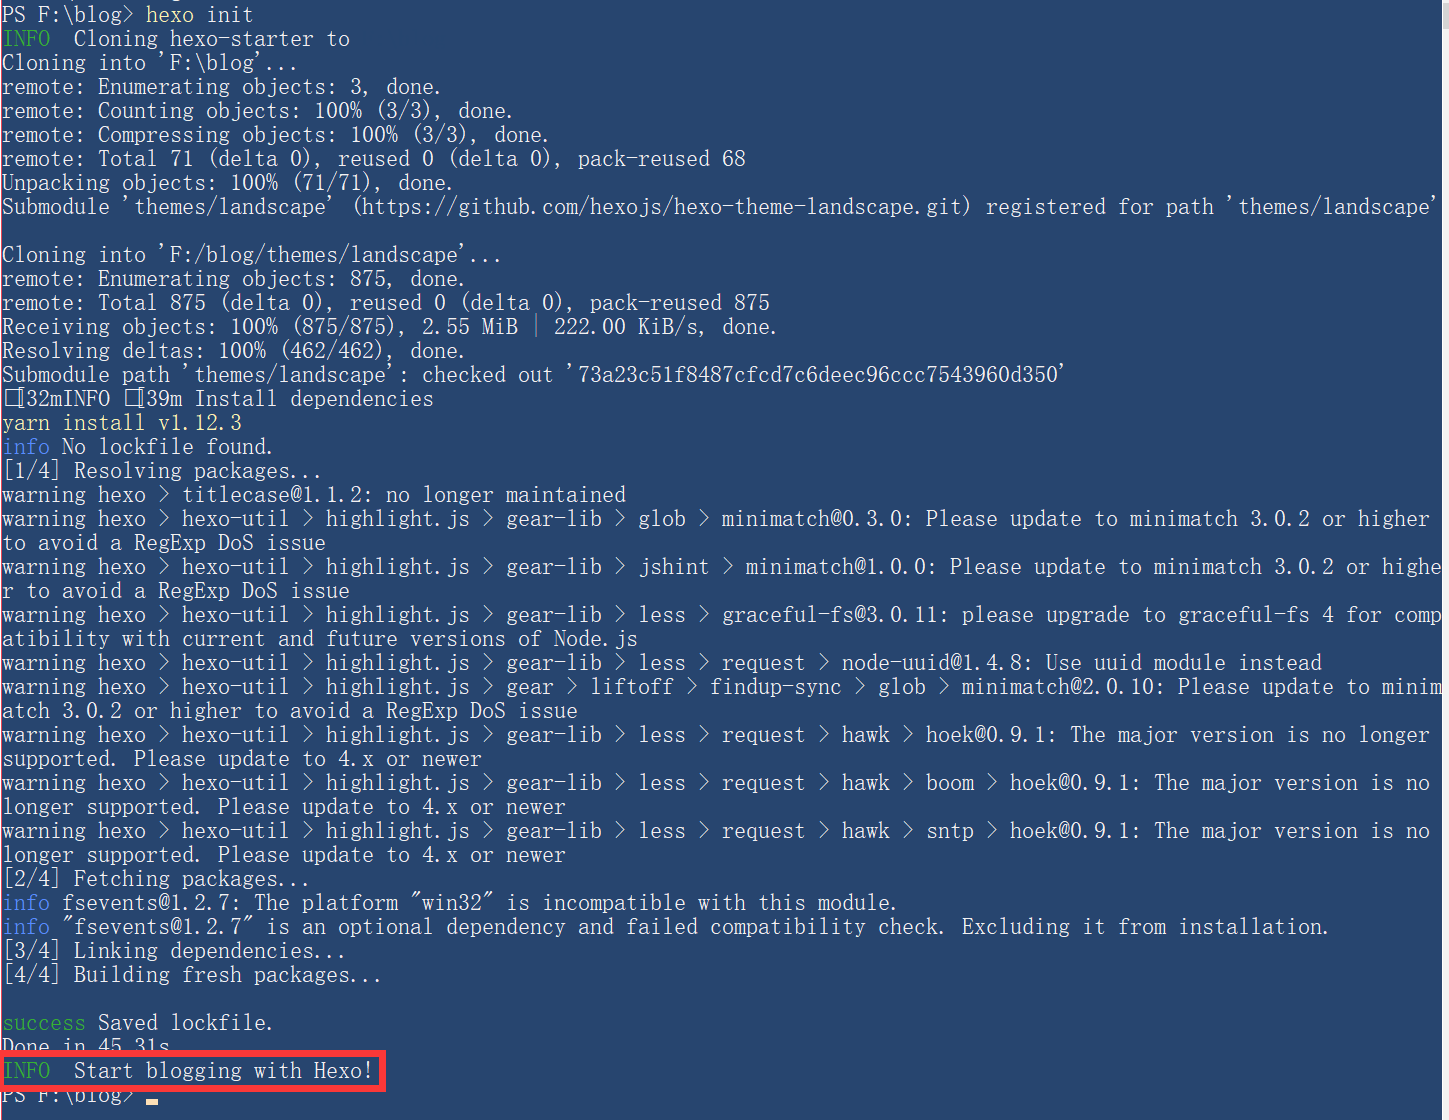 PS F:\blog> hexo init
INFO  Cloning hexo-starter to
Cloning into 'F:\blog'...
remote: Enumerating objects: 3, done.
remote: Counting objects: 100% (3/3), done.
remote: Compressing objects: 100% (3/3), done.
remote: Total 71 (delta 0), reused 0 (delta 0), pack-reused 68
Unpacking objects: 100% (71/71), done.
Submodule 'themes/landscape' (https://github.com/hexojs/hexo-theme-landscape.git) registered for path 'themes/landscape'
Cloning into 'F:/blog/themes/landscape'...
remote: Enumerating objects: 875, done.
remote: Total 875 (delta 0), reused 0 (delta 0), pack-reused 875
Receiving objects: 100% (875/875), 2.55 MiB | 222.00 KiB/s, done.
Resolving deltas: 100% (462/462), done.
Submodule path 'themes/landscape': checked out '73a23c51f8487cfcd7c6deec96ccc7543960d350'
□[32mINFO □[39m Install dependencies
yarn install v1.12.3
info No lockfile found.
[1/4] Resolving packages...
warning hexo > titlecase@1.1.2: no longer maintained
warning hexo > hexo-util > highlight.js > gear-lib > glob > minimatch@0.3.0: Please update to minimatch 3.0.2 or higher
to avoid a RegExp DoS issue
warning hexo > hexo-util > highlight.js > gear-lib > jshint > minimatch@1.0.0: Please update to minimatch 3.0.2 or highe
r to avoid a RegExp DoS issue
warning hexo > hexo-util > highlight.js > gear-lib > less > graceful-fs@3.0.11: please upgrade to graceful-fs 4 for comp
atibility with current and future versions of Node.js
warning hexo > hexo-util > highlight.js > gear-lib > less > request > node-uuid@1.4.8: Use uuid module instead
warning hexo > hexo-util > highlight.js > gear > liftoff > findup-sync > glob > minimatch@2.0.10: Please update to minim
atch 3.0.2 or higher to avoid a RegExp DoS issue
warning hexo > hexo-util > highlight.js > gear-lib > less > request > hawk > hoek@0.9.1: The major version is no longer
supported. Please update to 4.x or newer
warning hexo > hexo-util > highlight.js > gear-lib > less > request > hawk > boom > hoek@0.9.1: The major version is no
longer supported. Please update to 4.x or newer
warning hexo > hexo-util > highlight.js > gear-lib > less > request > hawk > sntp > hoek@0.9.1: The major version is no
longer supported. Please update to 4.x or newer
[2/4] Fetching packages...
info fsevents@1.2.7: The platform "win32" is incompatible with this module.
info "fsevents@1.2.7" is an optional dependency and failed compatibility check. Excluding it from installation.
[3/4] Linking dependencies...
[4/4] Building fresh packages...
success Saved lockfile.
Done in 45.31s
INFO  Start blogging with Hexo!
PS F:\blog>